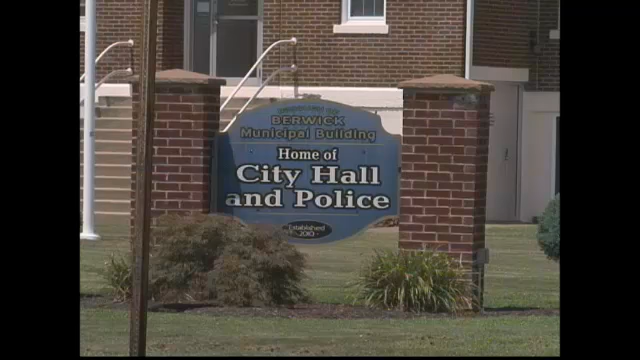 BERWICK
Municipal Building
Home of
City Hall
and Police
Established
2010